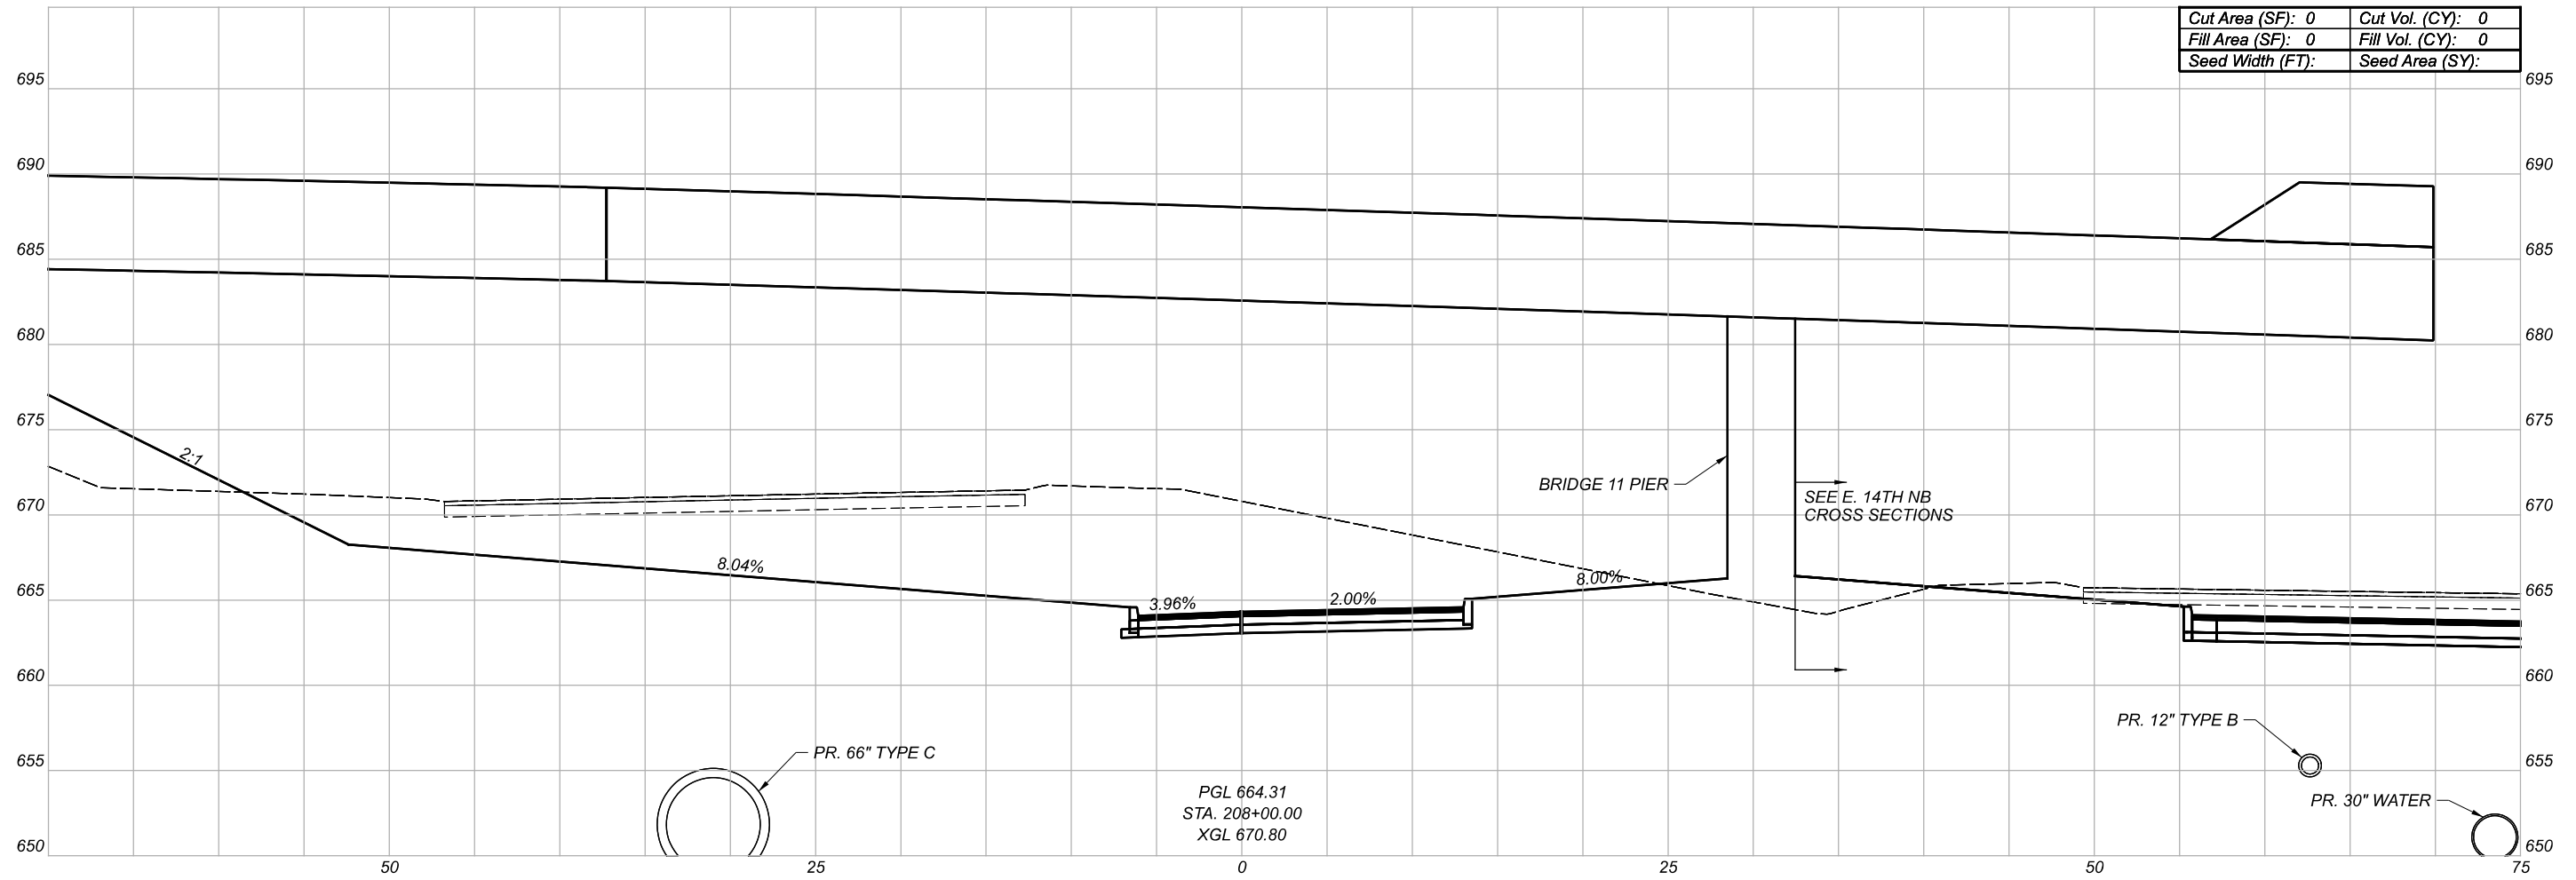 Cut Area (SF): 0 Cut Vol. (CY): 0
Fill Area (SF): 0 Fill Vol. (CY): 0
Seed Width (FT): Seed Area (SY):
695 695
690 690
685 685
680 680
675 675
2:1
BRIDGE 11 PIER
SEE E. 14TH NB
CROSS SECTIONS
670 670
8.04%
8.00%
3.96% 2.00%
665 665
660 660
PR. 12" TYPE B
PR. 66" TYPE C
655 655
PGL 664.31
PR. 30" WATER
STA. 208+00.00
XGL 670.80
650 650
50 25 0 25 50 75